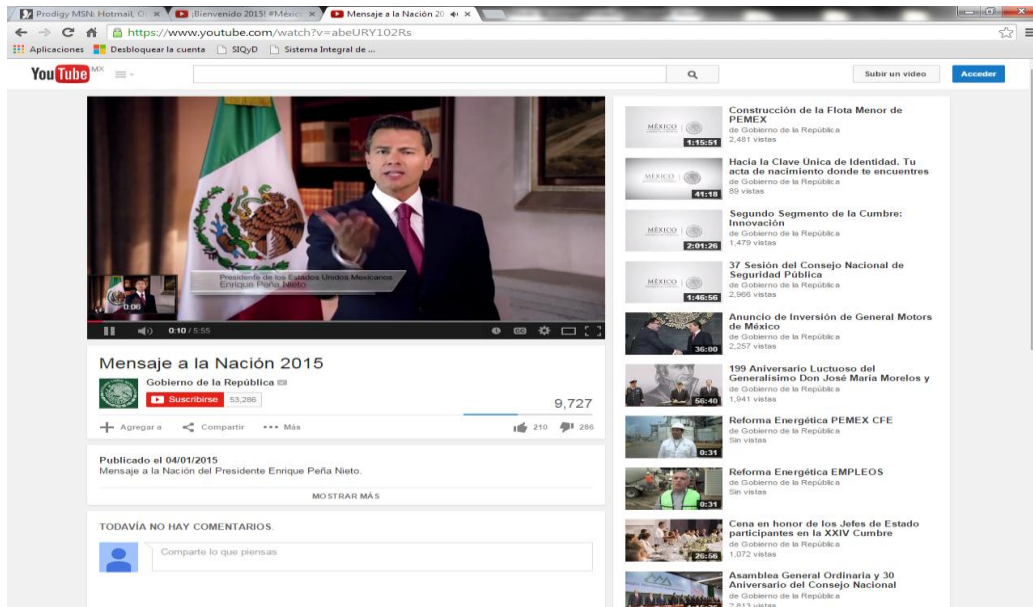 Prodigy MSN: Hotmail, O
¡Bienvenido 2015! #Méxic
Mensaje a la Nación 20
https://www.youtube.com/watch?v=abeURY102Rs
Aplicaciones Desbloquear la cuenta SIQyD Sistema Integral de ...
YouTube MX
Subir un video Acceder
Presidente de los Estados Unidos Mexicanos
Enrique Peña Nieto
0:06
0:10 / 5:55
CC
Mensaje a la Nación 2015
Gobierno de la República
Suscribirse 53,286
9,727
Agregar a Compartir Más
210 286
Publicado el 04/01/2015
Mensaje a la Nación del Presidente Enrique Peña Nieto.
MOSTRAR MÁS
TODAVÍA NO HAY COMENTARIOS.
Comparte lo que piensas
MÉXICO
1:15:51
Construcción de la Flota Menor de
PEMEX
de Gobierno de la República
2,481 vistas
MÉXICO
41:18
Hacia la Clave Única de Identidad. Tu
acta de nacimiento donde te encuentres
de Gobierno de la República
89 vistas
MÉXICO
2:01:26
Segundo Segmento de la Cumbre:
Innovación
de Gobierno de la República
1,479 vistas
MÉXICO
1:46:56
37 Sesión del Consejo Nacional de
Seguridad Pública
de Gobierno de la República
2,966 vistas
36:00
Anuncio de Inversión de General Motors
de México
de Gobierno de la República
2,257 vistas
56:40
199 Aniversario Luctuoso del
Generalísimo Don José María Morelos y
de Gobierno de la República
1,941 vistas
0:31
Reforma Energética PEMEX CFE
de Gobierno de la República
Sin vistas
0:31
Reforma Energética EMPLEOS
de Gobierno de la República
Sin vistas
26:56
Cena en honor de los Jefes de Estado
participantes en la XXIV Cumbre
de Gobierno de la República
1,072 vistas
Asamblea General Ordinaria y 30
Aniversario del Consejo Nacional
de Gobierno de la República
2,613 vistas